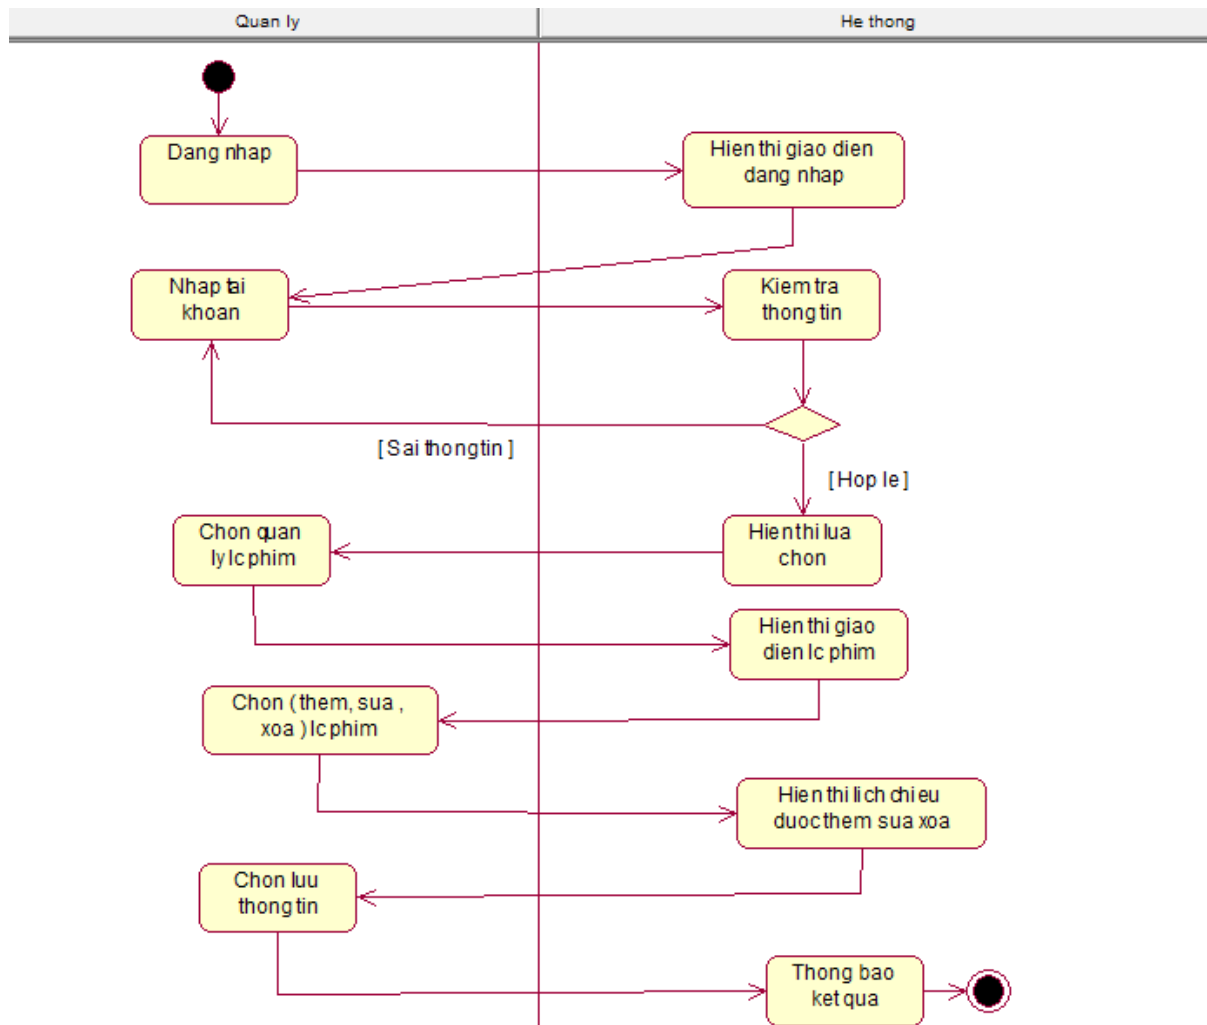 Quan ly
He thong
Dang nhap
Hien thi giao dien
dang nhap
Nhap tai
khoan
Kiem tra
thong tin
[ Sai thong tin ]
[ Hop le ]
Chon quan
ly lc phim
Hien thi lua
chon
Hien thi giao
dien lc phim
Chon ( them, sua ,
xoa ) lc phim
Hien thi lich chieu
duoc them sua xoa
Chon luu
thong tin
Thong bao
ket qua